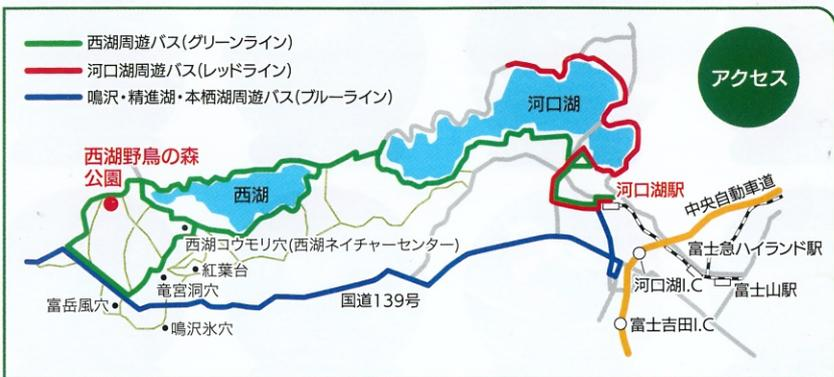 西湖周遊バス(グリーンライン)
河口湖周遊バス(レッドライン)
鳴沢・精進湖・本栖湖周遊バス(ブルーライン)
アクセス
河口湖
西湖野鳥の森
公園
西湖
河口湖駅
中央自動車道
西湖コウモリ穴(西湖ネイチャーセンター)
紅葉台
竜宮洞穴
富士急ハイランド駅
河口湖I.C
富士山駅
富岳風穴
国道139号
鳴沢氷穴
富士吉田I.C